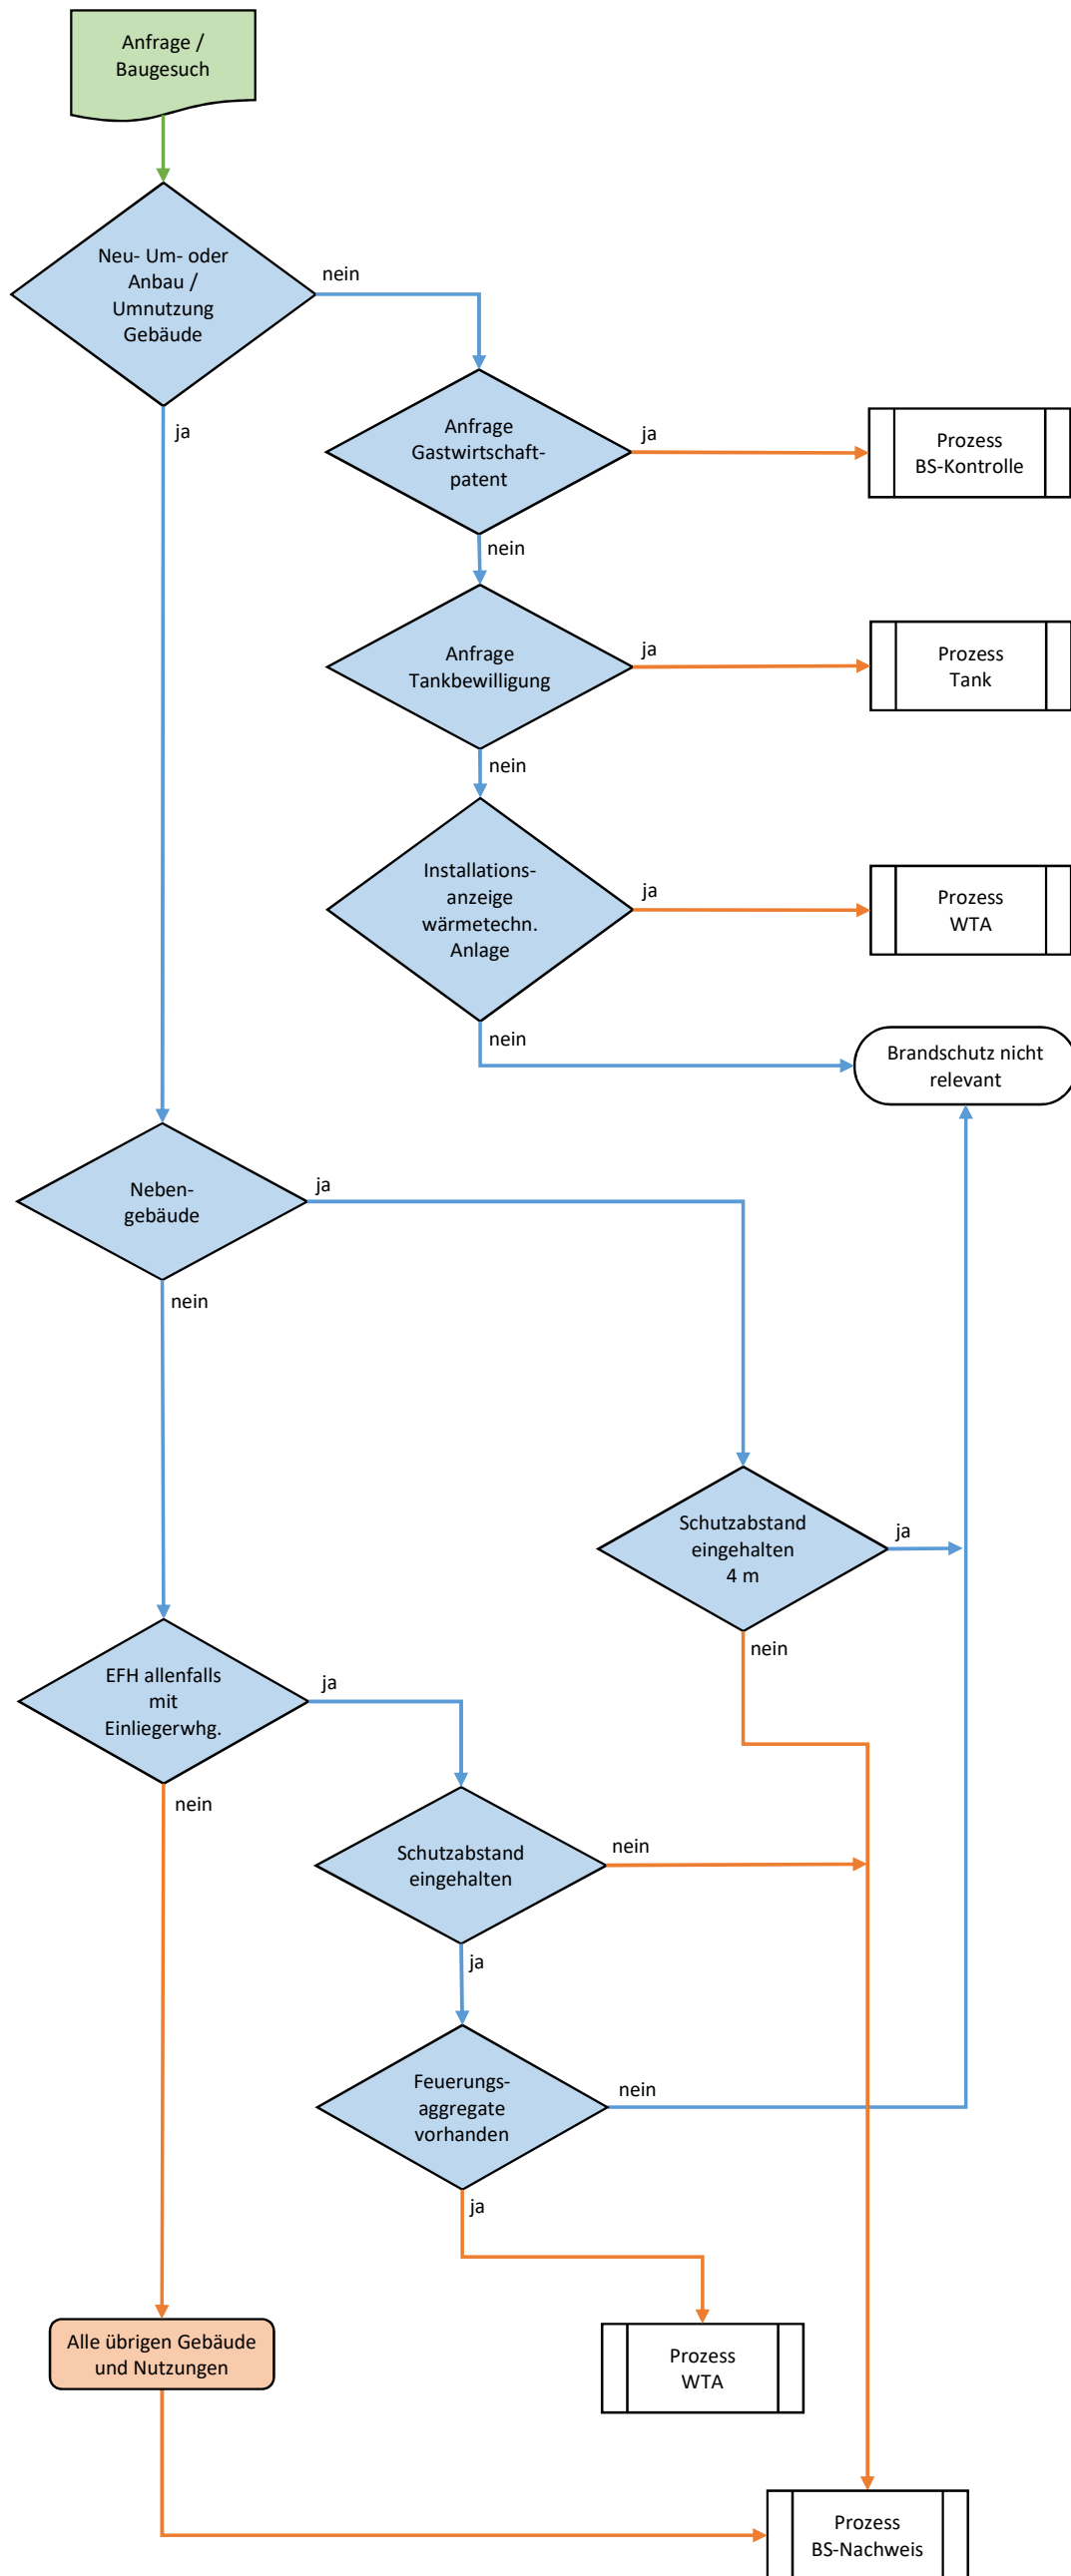 Anfrage /
Baugesuch
Neu- Um- oder
Anbau /
Umnutzung
Gebäude
nein
ja
Anfrage
Gastwirtschaft-
patent
ja
Prozess
BS-Kontrolle
nein
Anfrage
Tankbewilligung
ja
Prozess
Tank
nein
Installations-
anzeige
wärmetechn.
Anlage
ja
Prozess
WTA
nein
Brandschutz nicht
relevant
Neben-
gebäude
ja
nein
Schutzabstand
eingehalten
4 m
ja
nein
EFH allenfalls
mit
Einliegerwhg.
ja
nein
Schutzabstand
eingehalten
nein
ja
Feuerungs-
aggregate
vorhanden
nein
ja
Alle übrigen Gebäude
und Nutzungen
Prozess
WTA
Prozess
BS-Nachweis